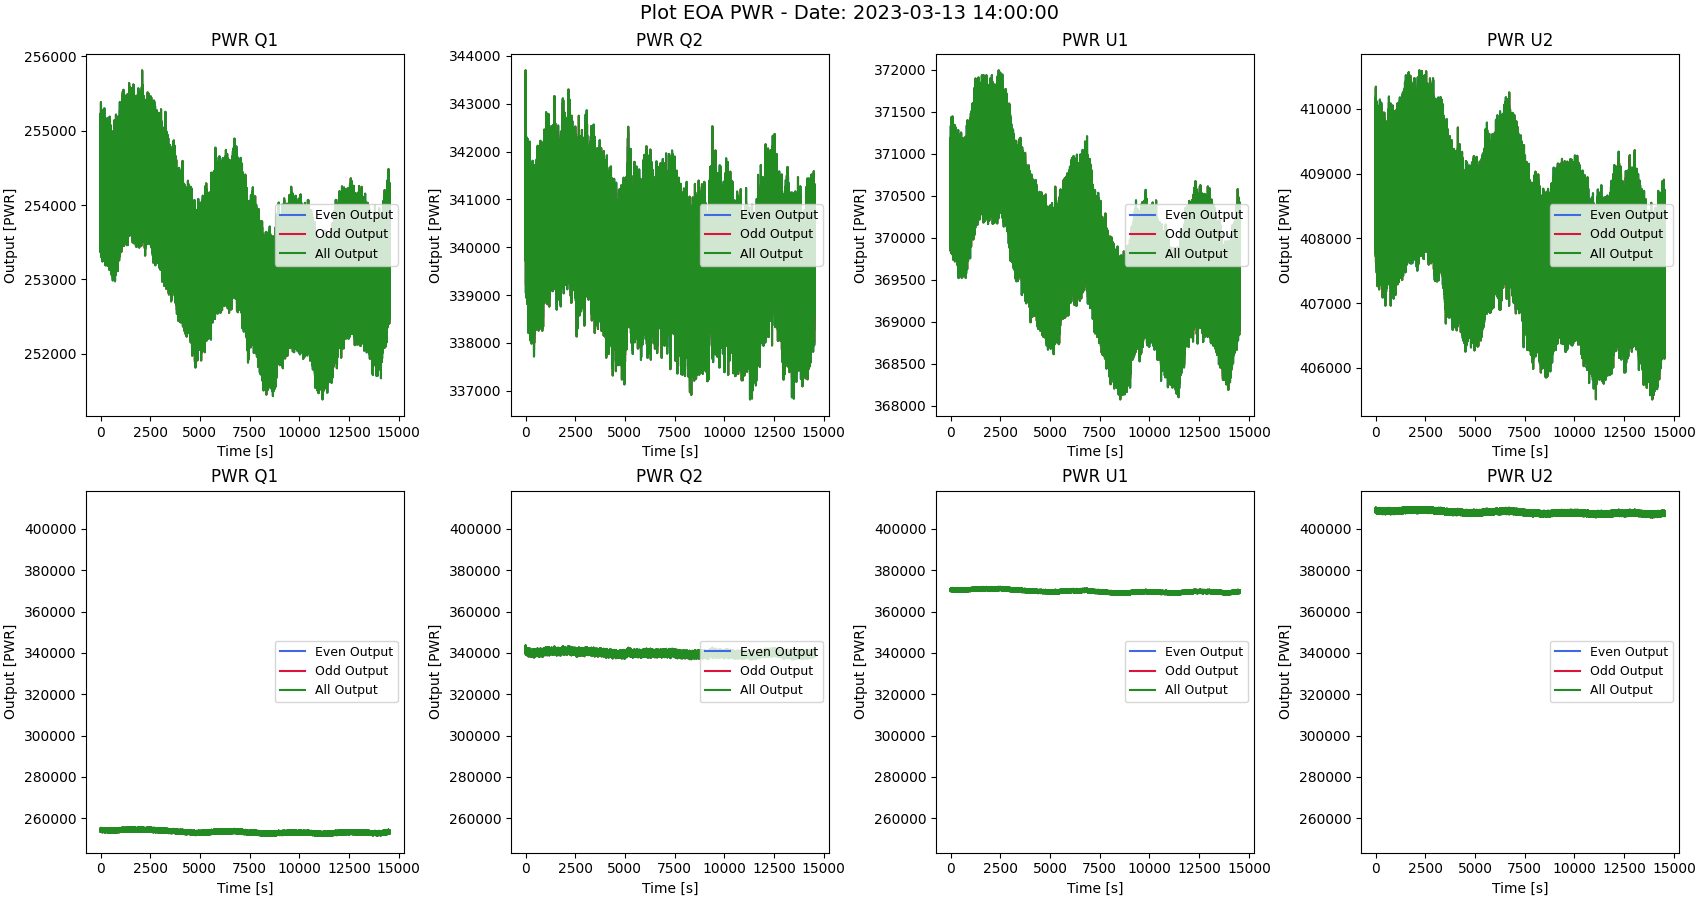 Plot EOA PWR - Date: 2023-03-13 14:00:00
PWR Q1
Output [PWR]
256000
255000
254000
253000
252000
Even Output
Odd Output
All Output
0 2500 5000 7500 10000 12500 15000
Time [s]
PWR Q2
Output [PWR]
344000
343000
342000
341000
340000
339000
338000
337000
Even Output
Odd Output
All Output
0 2500 5000 7500 10000 12500 15000
Time [s]
PWR U1
Output [PWR]
372000
371500
371000
370500
370000
369500
369000
368500
368000
Even Output
Odd Output
All Output
0 2500 5000 7500 10000 12500 15000
Time [s]
PWR U2
Output [PWR]
410000
409000
408000
407000
406000
Even Output
Odd Output
All Output
0 2500 5000 7500 10000 12500 15000
Time [s]
PWR Q1
Output [PWR]
400000
380000
360000
340000
320000
300000
280000
260000
Even Output
Odd Output
All Output
0 2500 5000 7500 10000 12500 15000
Time [s]
PWR Q2
Output [PWR]
400000
380000
360000
340000
320000
300000
280000
260000
Even Output
Odd Output
All Output
0 2500 5000 7500 10000 12500 15000
Time [s]
PWR U1
Output [PWR]
400000
380000
360000
340000
320000
300000
280000
260000
Even Output
Odd Output
All Output
0 2500 5000 7500 10000 12500 15000
Time [s]
PWR U2
Output [PWR]
400000
380000
360000
340000
320000
300000
280000
260000
Even Output
Odd Output
All Output
0 2500 5000 7500 10000 12500 15000
Time [s]